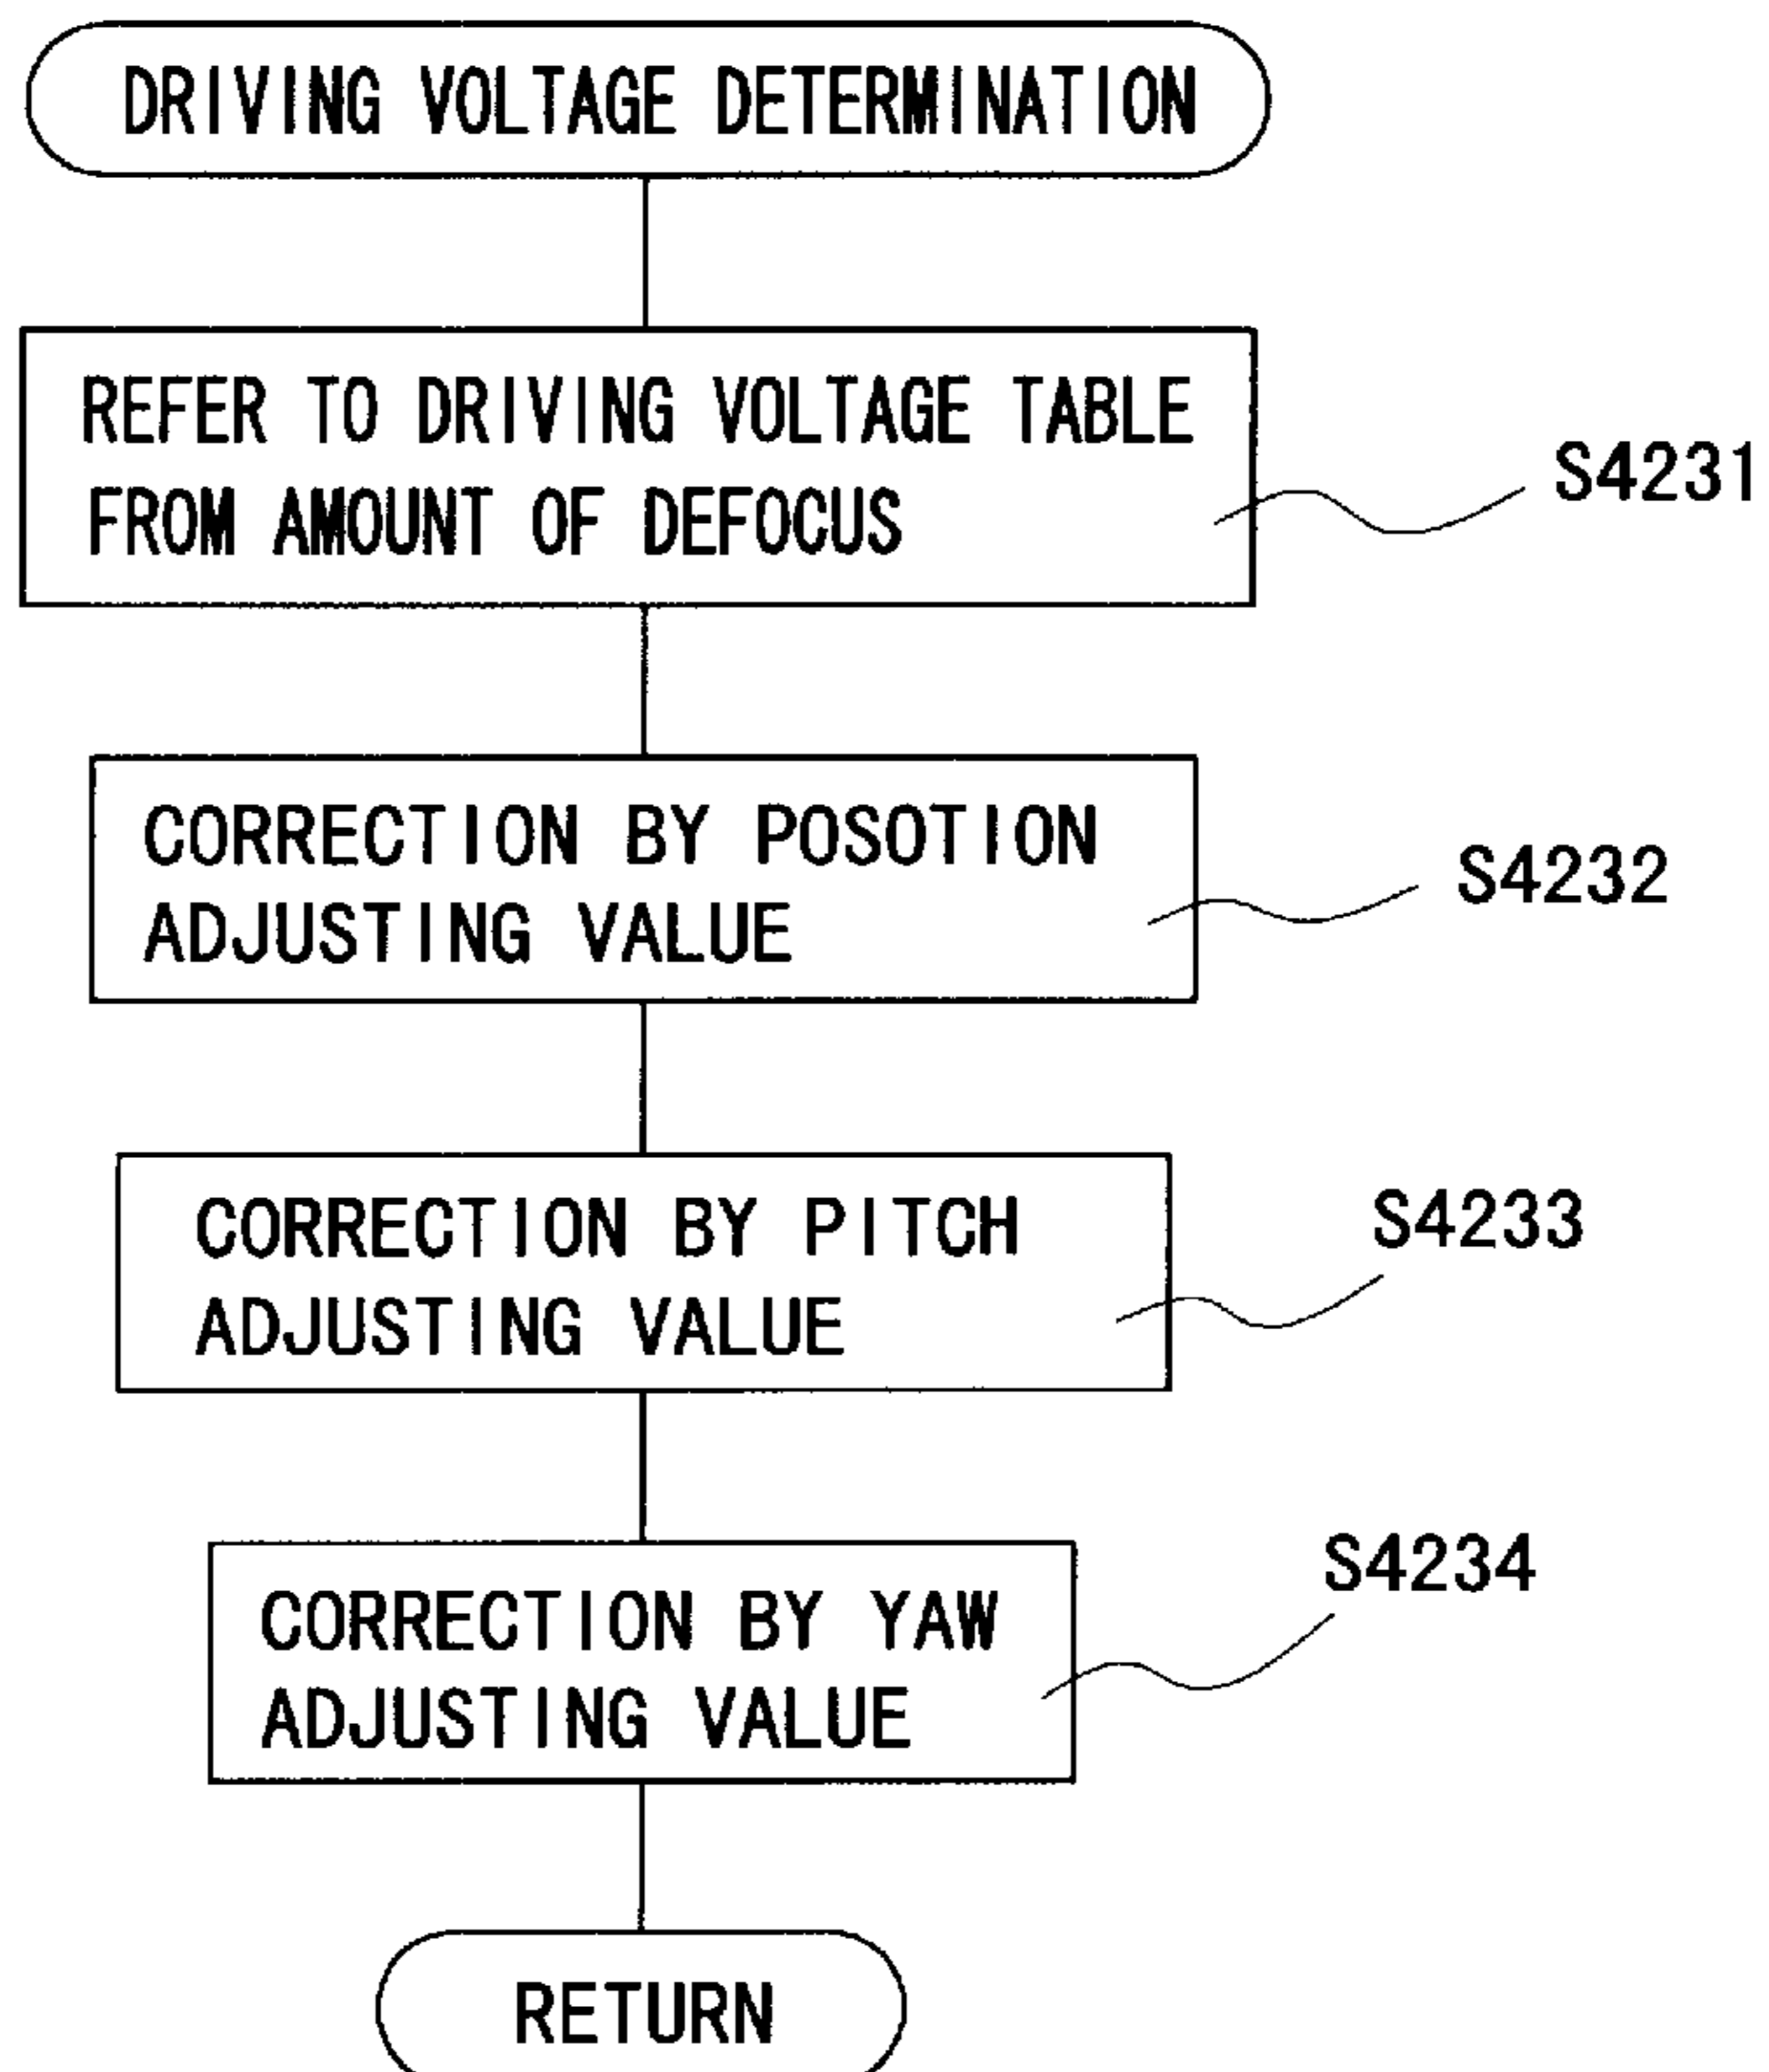 DRIVING VOLTAGE DETERMINATION
REFER TO DRIVING VOLTAGE TABLE
FROM AMOUNT OF DEFOCUS
S4231
CORRECTION BY POSOTION
ADJUSTING VALUE
S4232
CORRECTION BY PITCH
ADJUSTING VALUE
S4233
CORRECTION BY YAW
ADJUSTING VALUE
S4234
RETURN